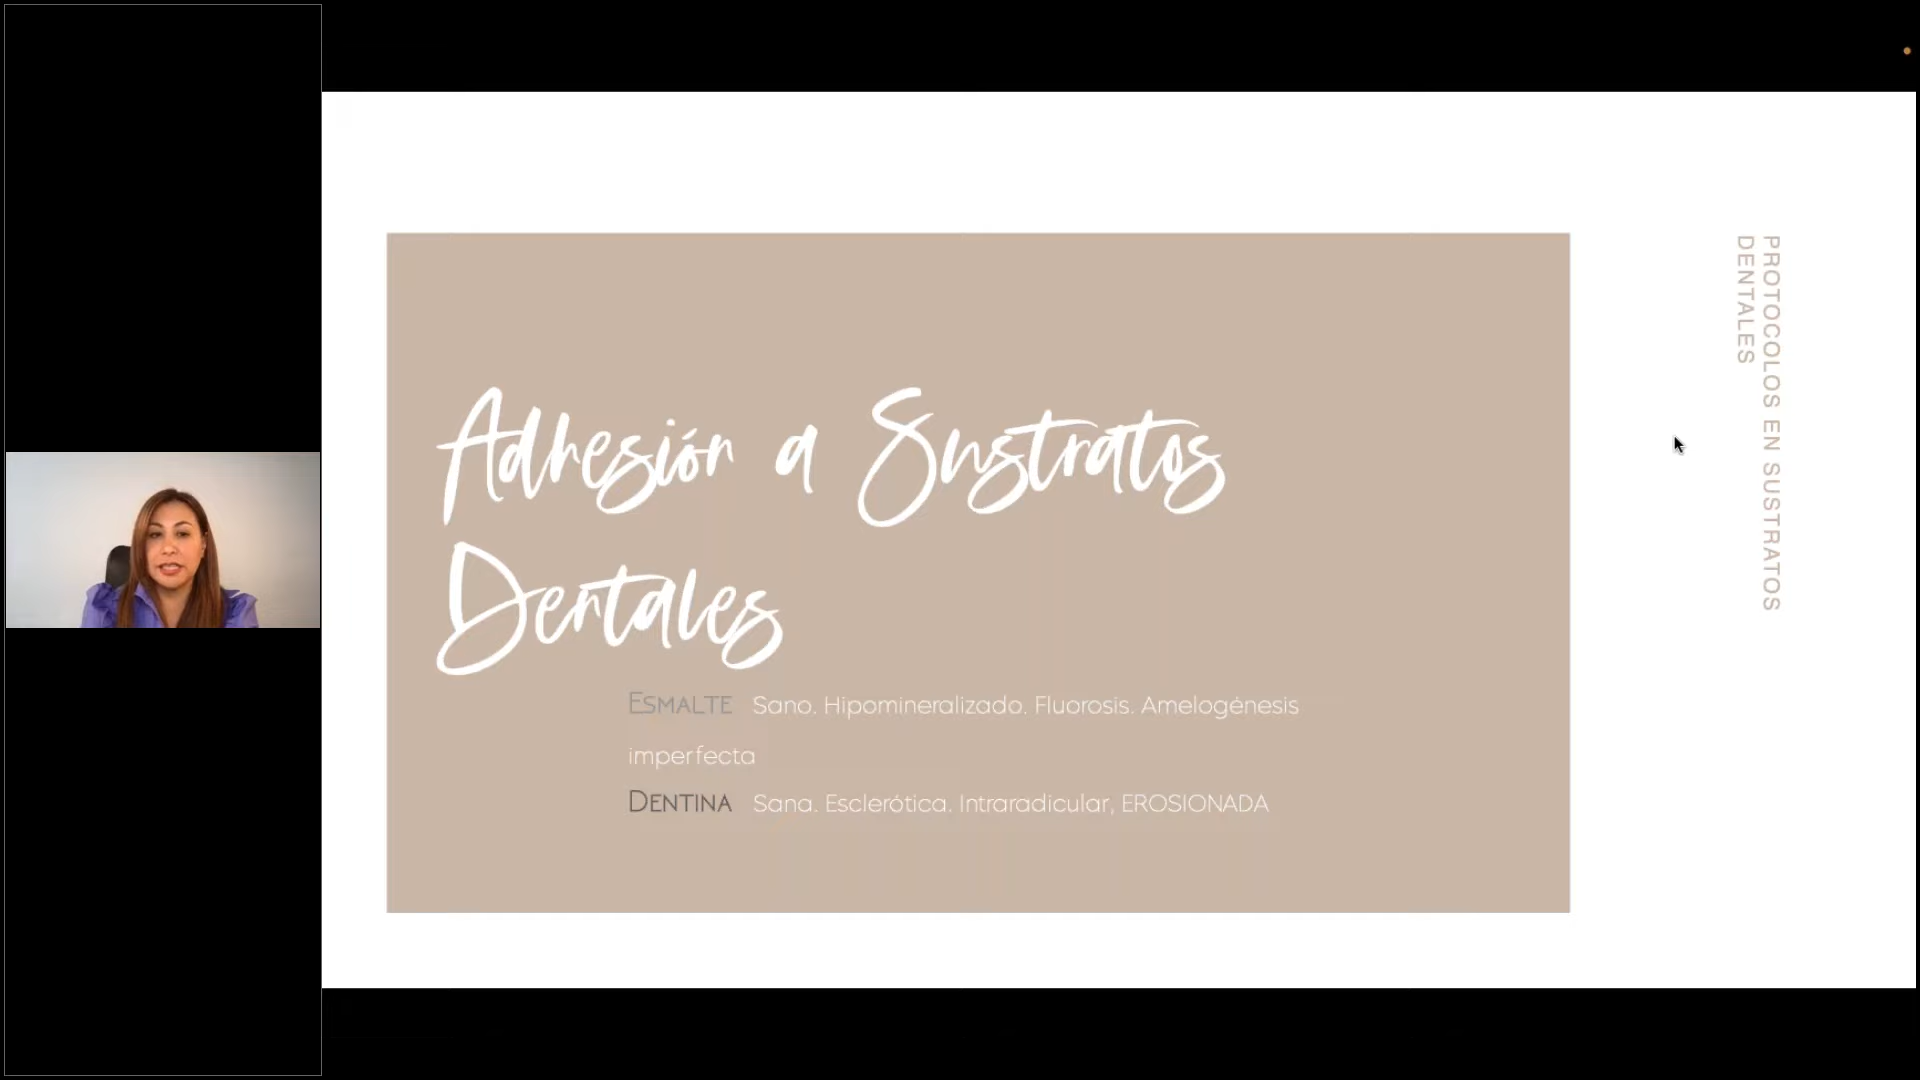 Adhesión a Sustratos
Dentales
ESMALTE Sano. Hipomineralizado. Fluorosis. Amelogénesis
imperfecta
DENTINA Sana. Esclerótica. Intraradicular, EROSIONADA
PROTOCOLOS EN SUSTRATOS
DENTALES